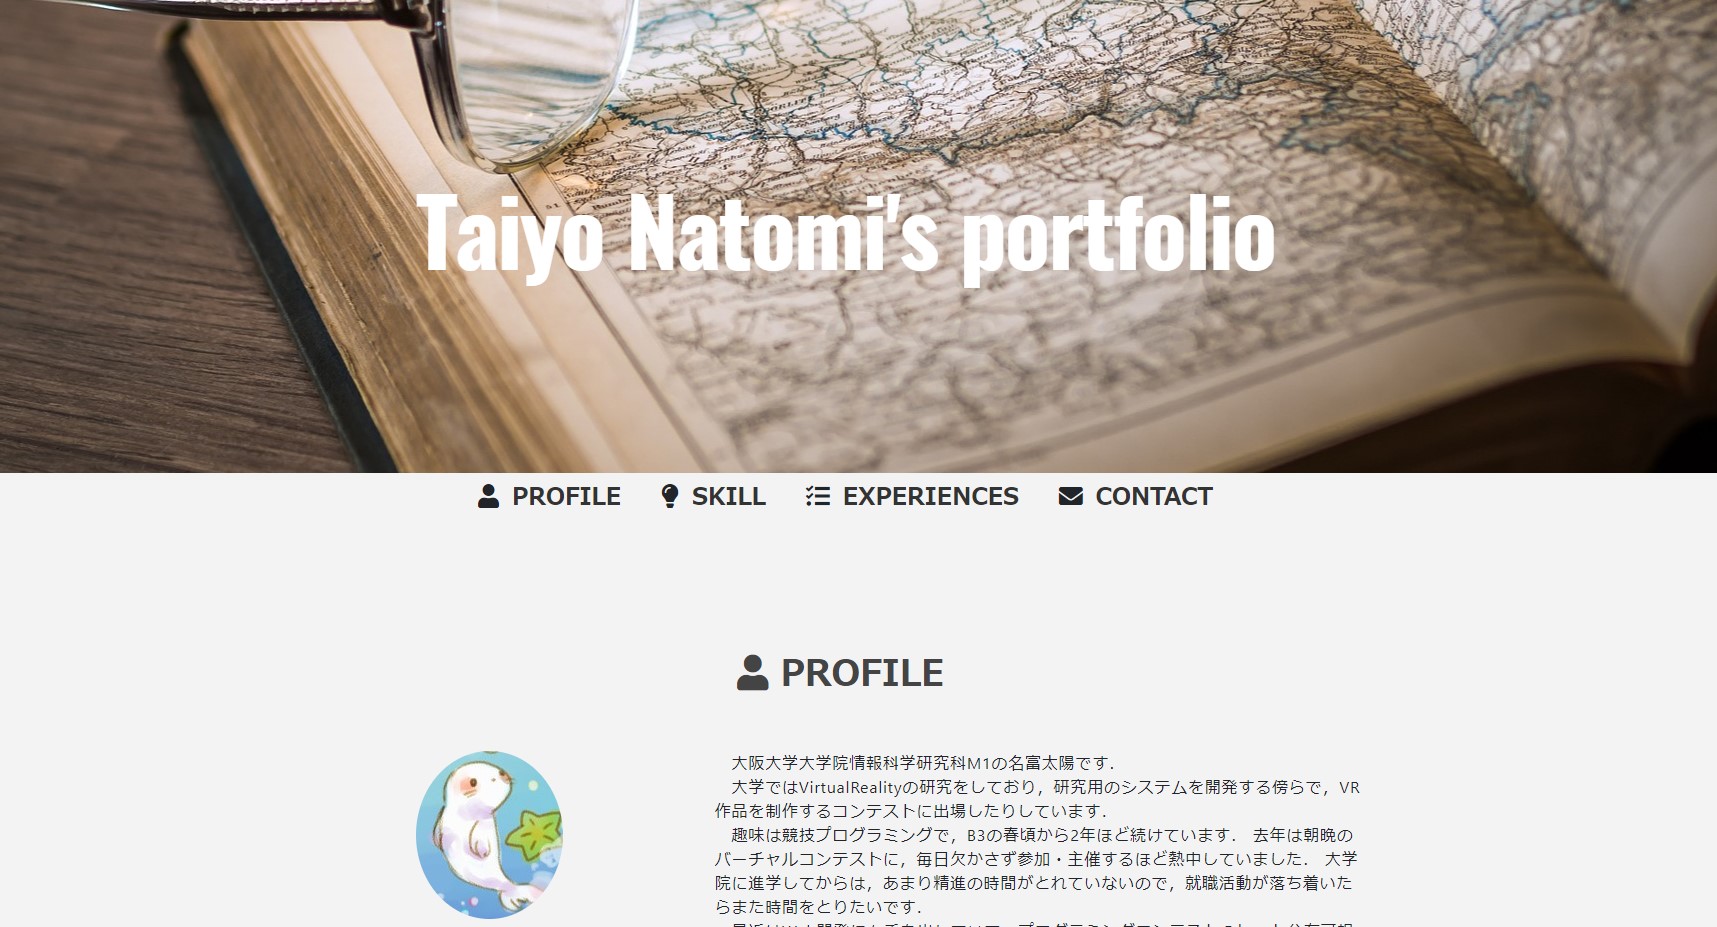 Taiyo Natomi's portfolio
PROFILE SKILL EXPERIENCES CONTACT
PROFILE
大阪大学大学院情報科学研究科M1の名富太陽です．
大学ではVirtualRealityの研究をしており，研究用のシステムを開発する傍らで，VR
作品を制作するコンテストに出場したりしています．
趣味は競技プログラミングで，B3の春頃から2年ほど続けています． 去年は朝晩の
バーチャルコンテストに，毎日欠かさず参加・主催するほど熱中していました． 大学
院に進学してからは，あまり精進の時間がとれていないので，就職活動が落ち着いた
らまた時間をとりたいです．